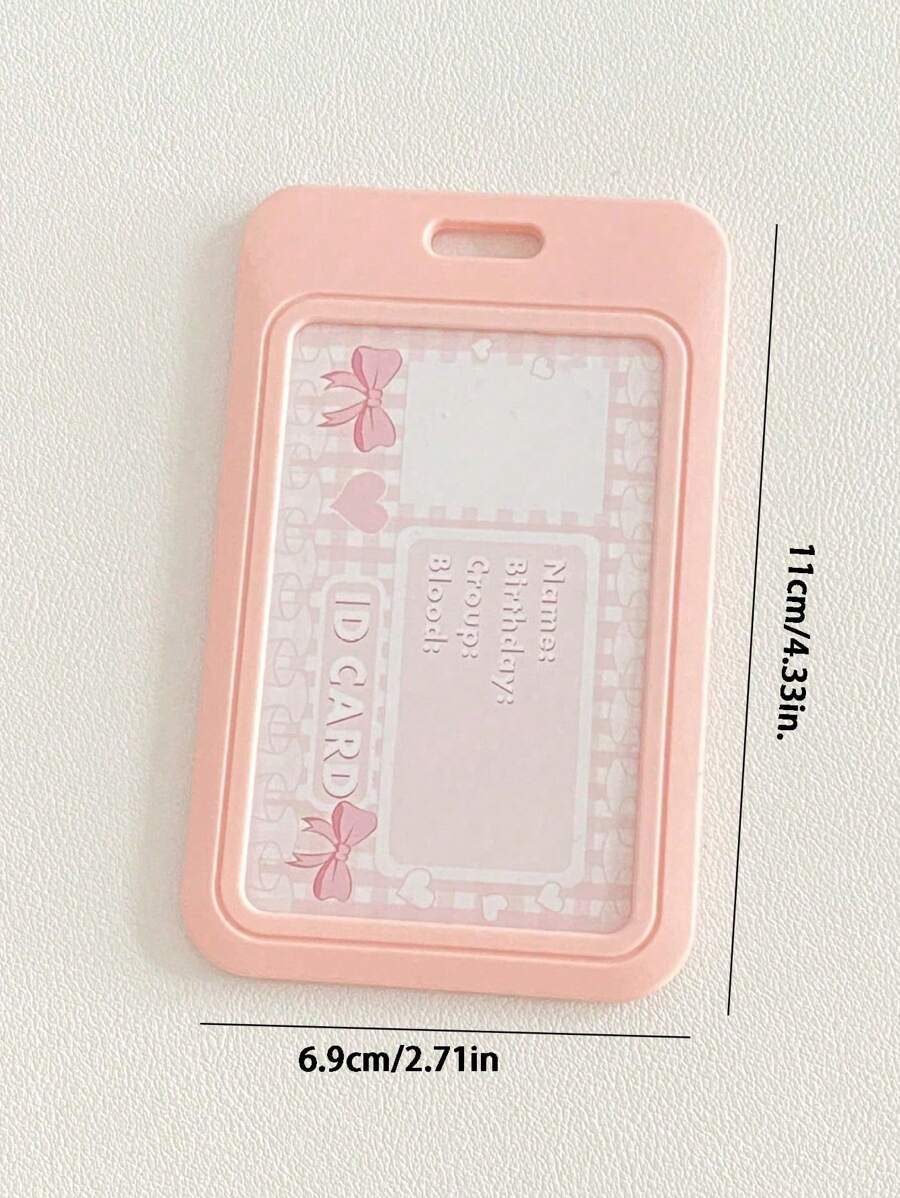 ID CARD
Name:
Birthday:
Group:
Blood:
11cm/4.33in.
6.9cm/2.71in